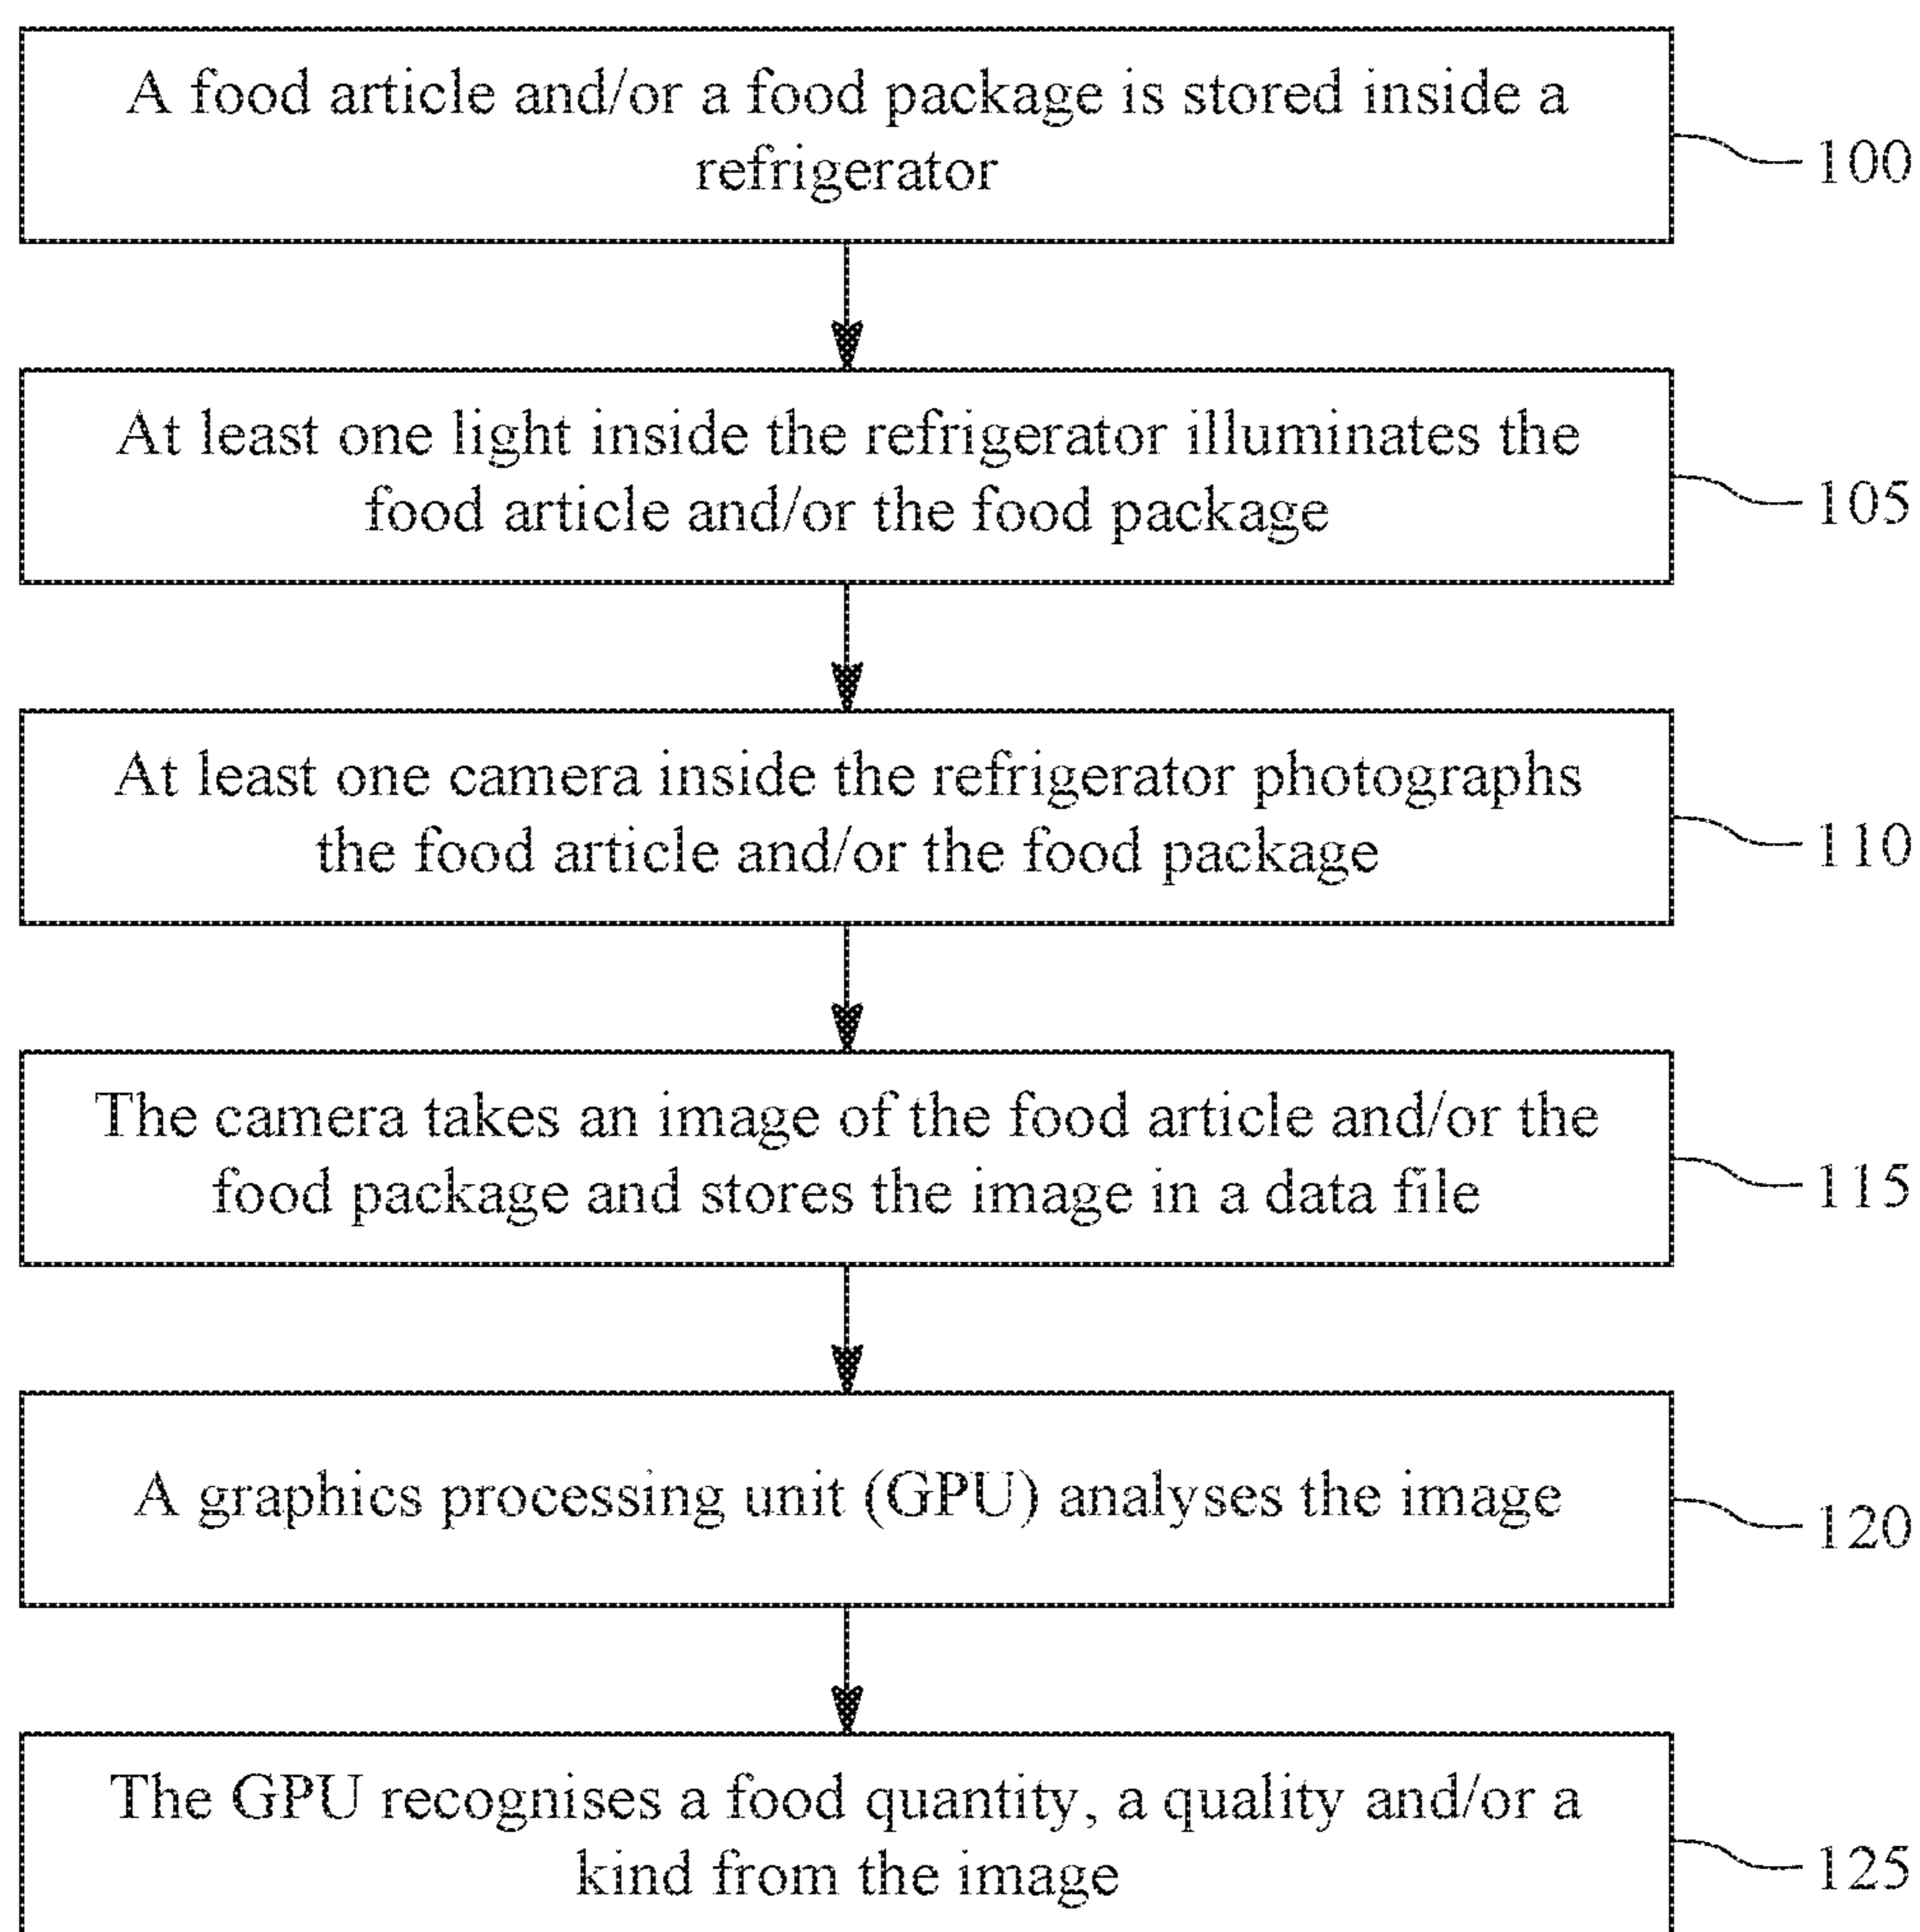 A food article and/or a food package is stored inside a
refrigerator
100
At least one light inside the refrigerator illuminates the
food article and/or the food package
105
At least one camera inside the refrigerator photographs
the food article and/or the food package
110
The camera takes an image of the food article and/or the
food package and stores the image in a data file
115
A graphics processing unit (GPU) analyses the image
120
The GPU recognises a food quantity, a quality and/or a
kind from the image
125